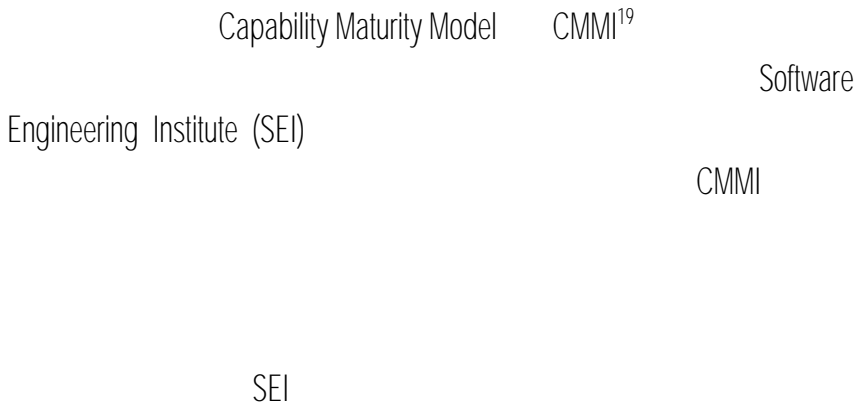 Capability Maturity Model CMMI¹⁹
Software
Engineering Institute (SEI)
CMMI
SEI